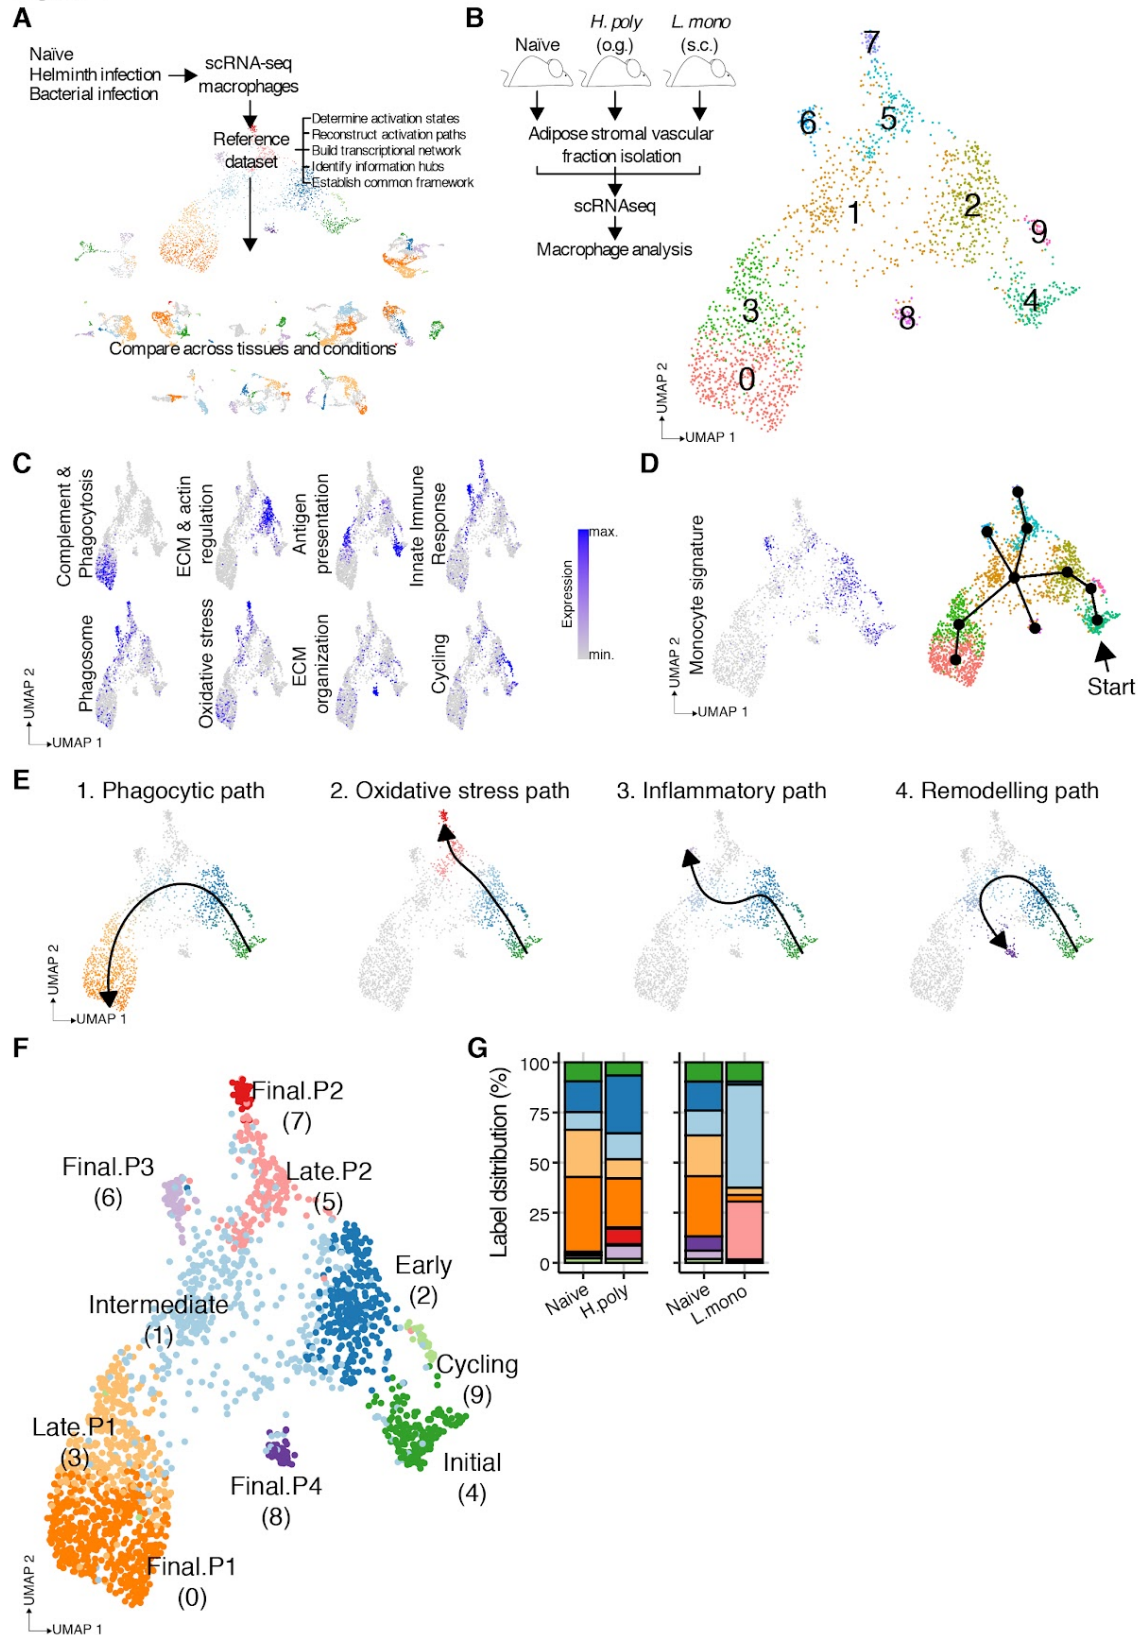 A
Naïve
Helminth infection
Bacterial infection
scRNA-seq
macrophages
Reference
dataset
Determine activation states
Reconstruct activation paths
Build transcriptional network
Identify information hubs
Establish common framework
Compare across tissues and conditions
B
Naïve
H. poly
(o.g.)
L. mono
(s.c.)
Adipose stromal vascular
fraction isolation
scRNAseq
Macrophage analysis
7
6
5
1
2
9
3
8
4
0
UMAP 2
UMAP 1
C
Complement &
Phagocytosis
ECM & actin
regulation
Antigen
presentation
Innate Immune
Response
Phagosome
Oxidative stress
ECM
organization
Cycling
Expression
max.
min.
UMAP 2
UMAP 1
D
Monocyte signature
Start
UMAP 2
UMAP 1
E
1. Phagocytic path
2. Oxidative stress path
3. Inflammatory path
4. Remodelling path
UMAP 2
UMAP 1
F
Final.P2
(7)
Final.P3
(6)
Late.P2
(5)
Early
(2)
Intermediate
(1)
Cycling
(9)
Late.P1
(3)
Initial
(4)
Final.P4
(8)
Final.P1
(0)
UMAP 2
UMAP 1
G
Label dsitribution (%)
100
75
50
25
0
Naive
H.poly
Naive
L.mono